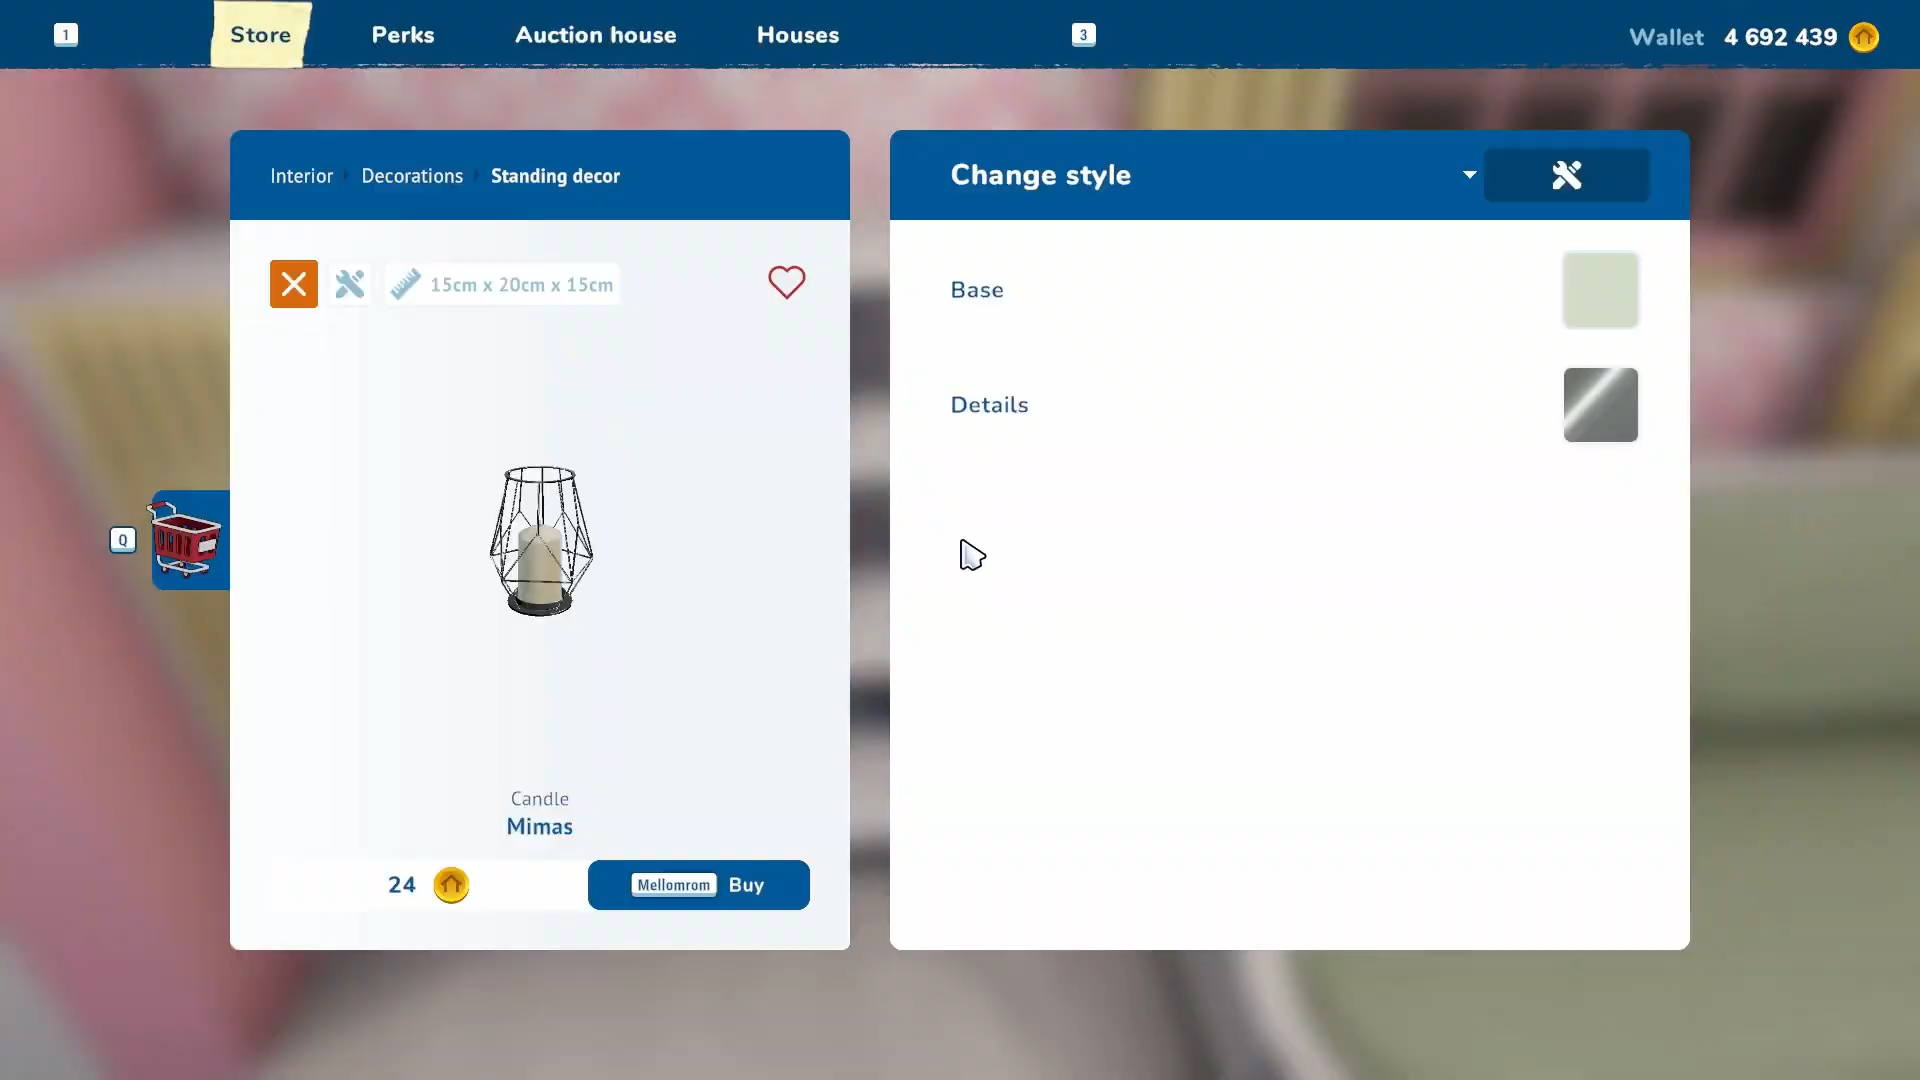 1
Store
Perks
Auction house
Houses
3
Wallet 4 692 439
Interior
Decorations
Standing decor
Change style
15cm x 20cm x 15cm
Base
Details
Q
Candle
Mimas
24
Mellomrom
Buy